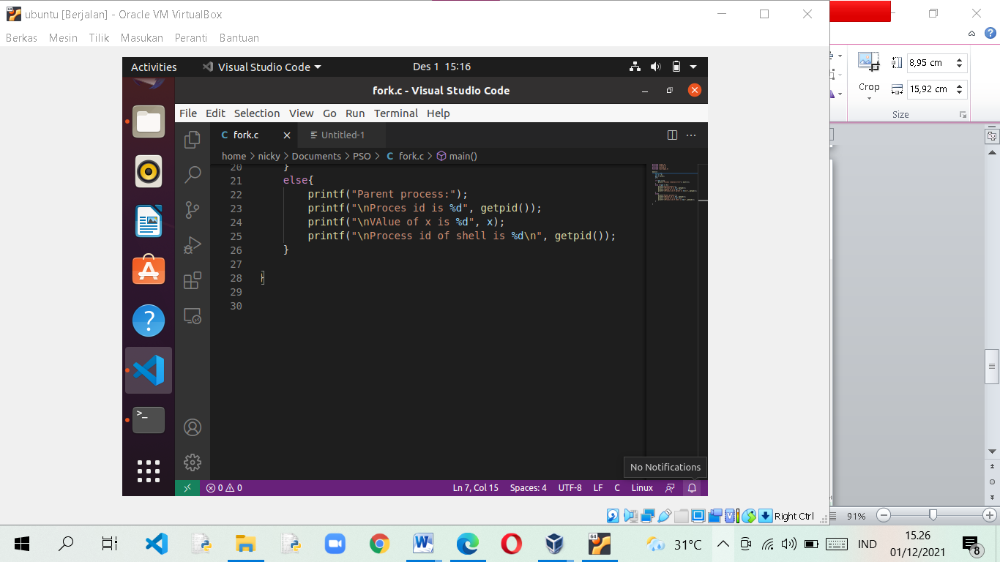 ubuntu [Berjalan] - Oracle VM VirtualBox
Berkas Mesin Tilik Masukan Peranti Bantuan
Activities Visual Studio Code Des 1 15:16
fork.c - Visual Studio Code
File Edit Selection View Go Run Terminal Help
C fork.c Untitled-1
home > nicky > Documents > PSO > C fork.c > main()
20 }
21 else{
22 printf("Parent process:");
23 printf("\nProces id is %d", getpid());
24 printf("\nVAlue of x is %d", x);
25 printf("\nProcess id of shell is %d\n", getpid());
26 }
27
28 }
29
30
No Notifications
0 0 Ln 7, Col 15 Spaces: 4 UTF-8 LF C Linux
Right Ctrl
8,95 cm
Crop 15,92 cm
Size
91%
31°C IND 15.26
01/12/2021
8
64